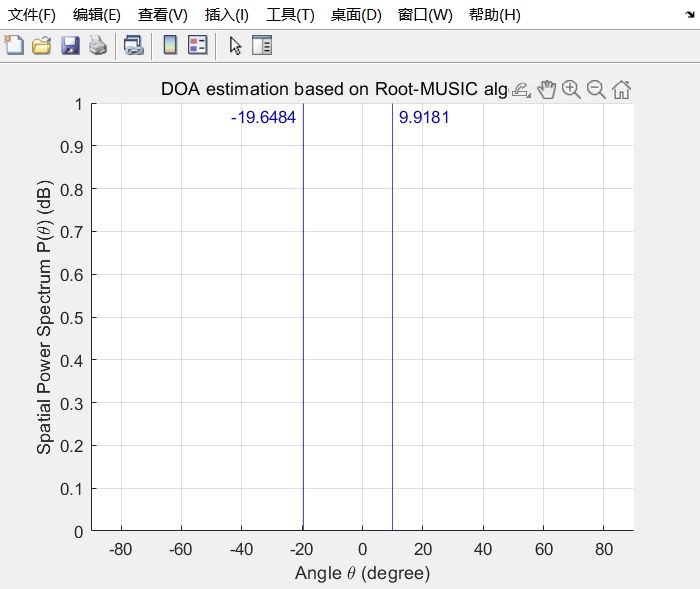 文件(F) 编辑(E) 查看(V) 插入(I) 工具(T) 桌面(D) 窗口(W) 帮助(H)
DOA estimation based on Root-MUSIC alg
-19.6484 9.9181
1
0.9
0.8
0.7
0.6
0.5
0.4
0.3
0.2
0.1
0
Spatial Power Spectrum P(θ) (dB)
-80 -60 -40 -20 0 20 40 60 80
Angle θ (degree)